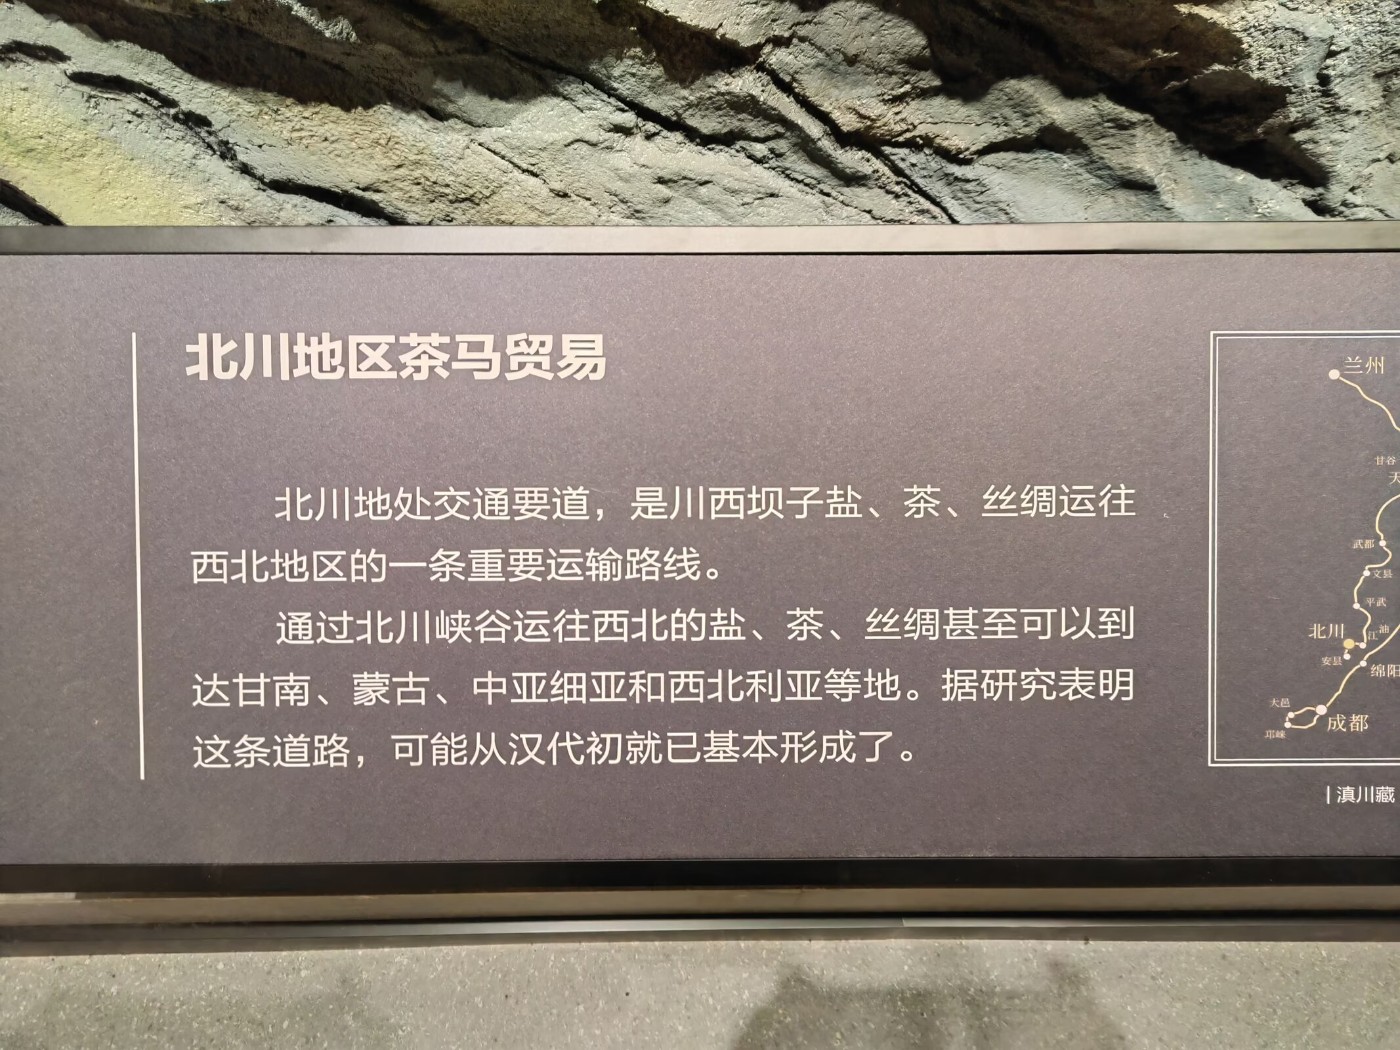 北川地区茶马贸易
北川地处交通要道，是川西坝子盐、茶、丝绸运往
西北地区的一条重要运输路线。
通过北川峡谷运往西北的盐、茶、丝绸甚至可以到
达甘南、蒙古、中亚细亚和西北利亚等地。据研究表明
这条道路，可能从汉代初就已基本形成了。
兰州
甘谷
天
武都
文县
平武
北川
江油
安县
绵阳
大邑
邛崃
成都
滇川藏